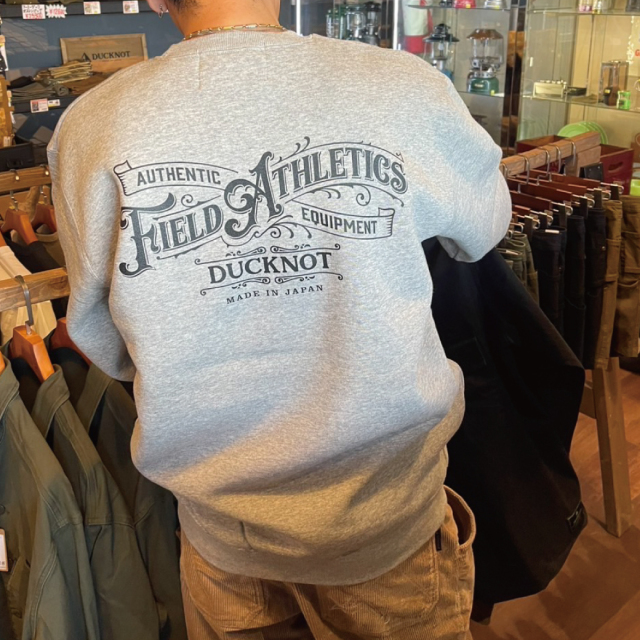 DUCKNOT
AUTHENTIC
FIELD ATHLETICS
EQUIPMENT
DUCKNOT
MADE IN JAPAN